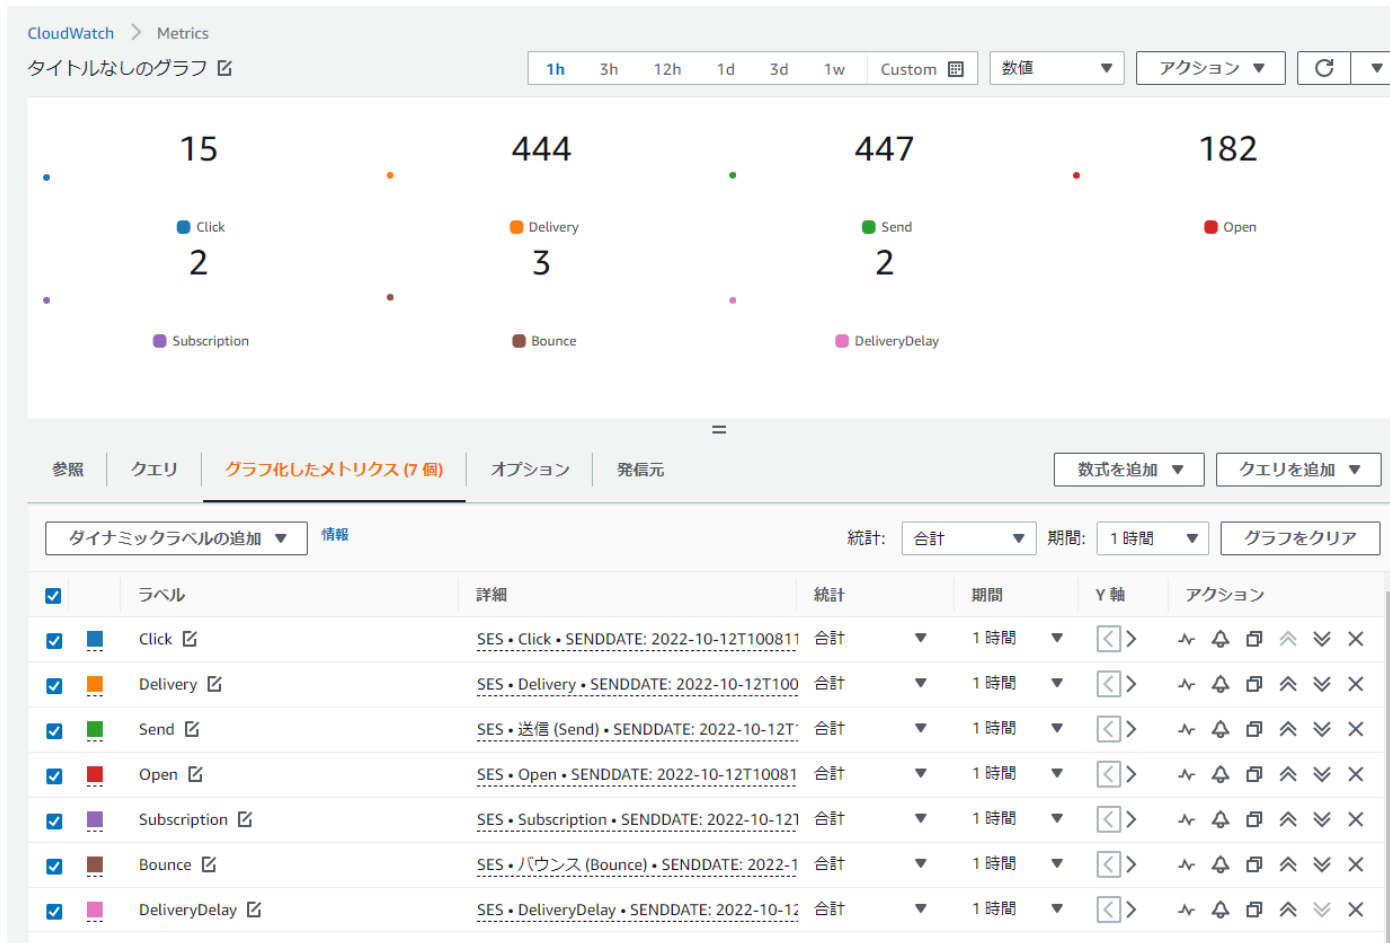 CloudWatch > Metrics
タイトルなしのグラフ
1h 3h 12h 1d 3d 1w Custom 数値 アクション
15 444 447 182
Click Delivery Send Open
2 3 2
Subscription Bounce DeliveryDelay
参照 クエリ グラフ化したメトリクス (7 個) オプション 発信元 数式を追加 クエリを追加
ダイナミックラベルの追加 情報 統計: 合計 期間: 1 時間 グラフをクリア
ラベル 詳細 統計 期間 Y 軸 アクション
Click SES • Click • SENDDATE: 2022-10-12T100811 合計 1 時間
Delivery SES • Delivery • SENDDATE: 2022-10-12T100 合計 1 時間
Send SES • 送信 (Send) • SENDDATE: 2022-10-12T 合計 1 時間
Open SES • Open • SENDDATE: 2022-10-12T10081 合計 1 時間
Subscription SES • Subscription • SENDDATE: 2022-10-12T 合計 1 時間
Bounce SES • バウンス (Bounce) • SENDDATE: 2022-1 合計 1 時間
DeliveryDelay SES • DeliveryDelay • SENDDATE: 2022-10-12 合計 1 時間